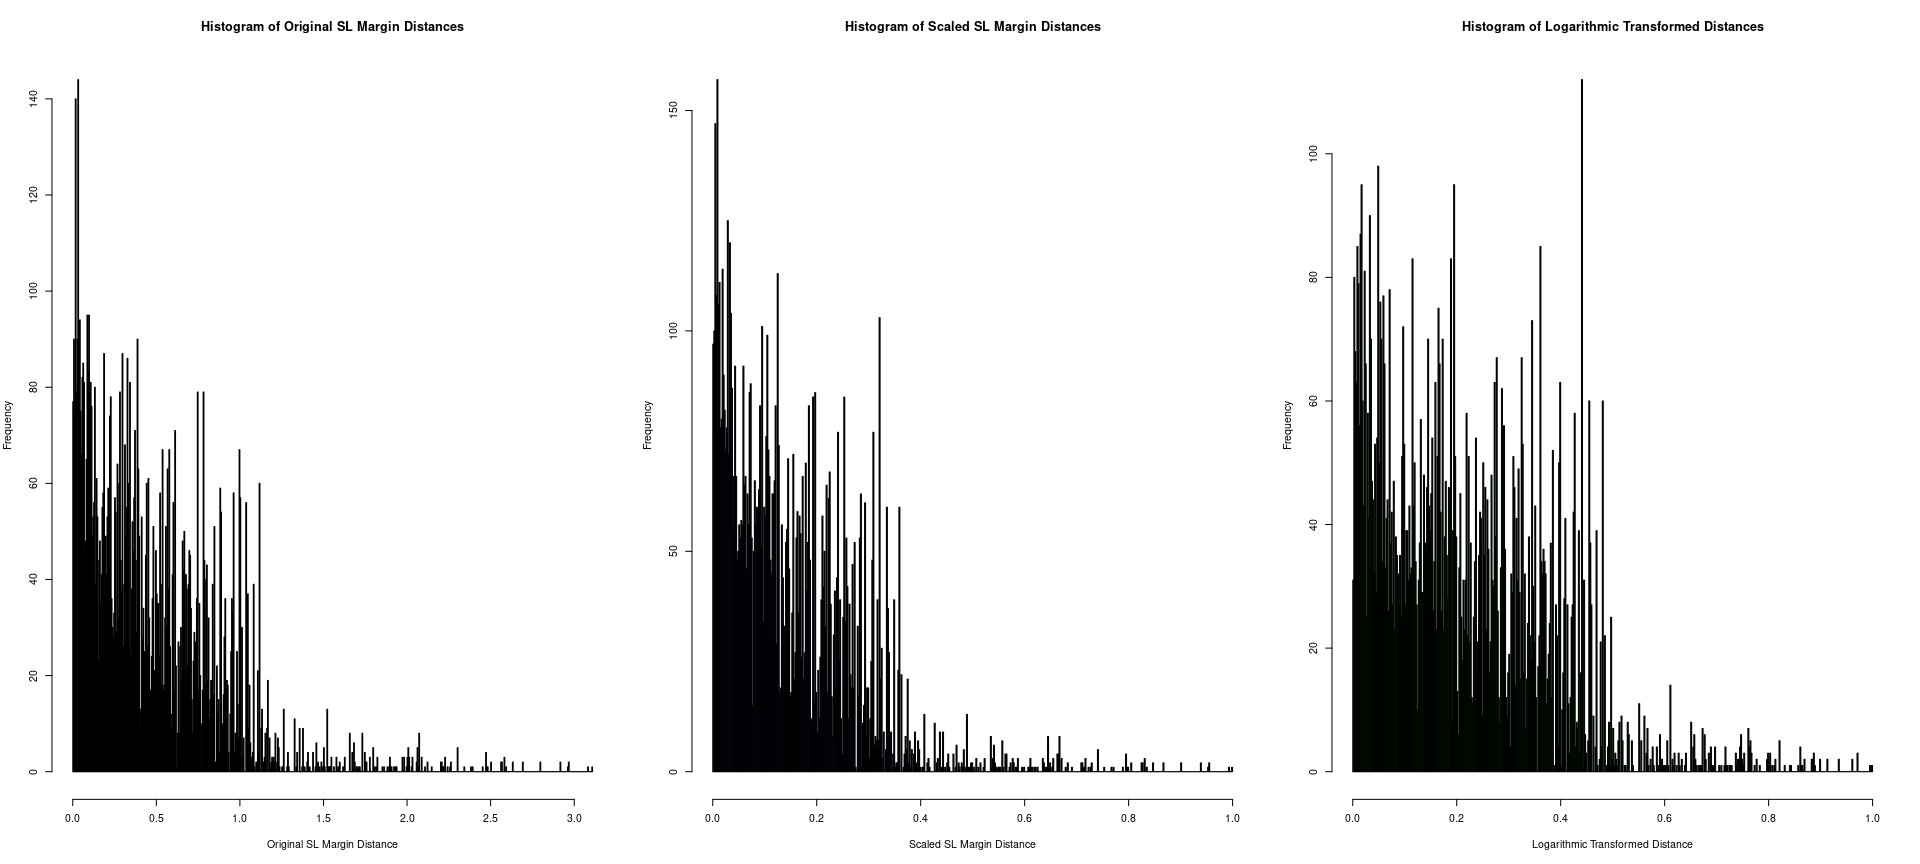 Histogram of Original SL Margin Distances
Frequency
0
20
40
60
80
100
120
140
0.0 0.5 1.0 1.5 2.0 2.5 3.0
Original SL Margin Distance
Histogram of Scaled SL Margin Distances
Frequency
0
50
100
150
0.0 0.2 0.4 0.6 0.8 1.0
Scaled SL Margin Distance
Histogram of Logarithmic Transformed Distances
Frequency
0
20
40
60
80
100
0.0 0.2 0.4 0.6 0.8 1.0
Logarithmic Transformed Distance